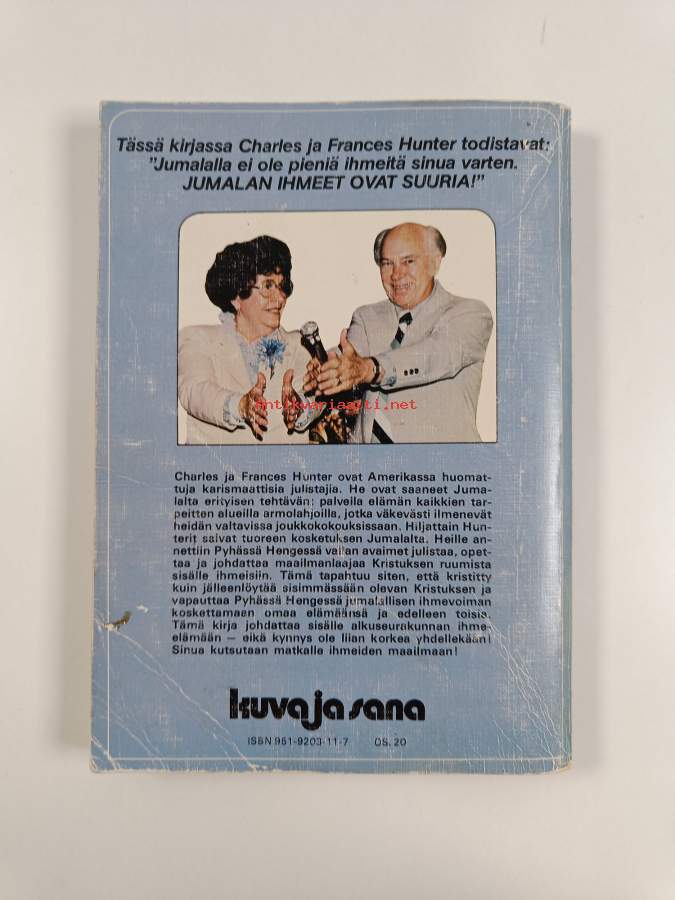 Tässä kirjassa Charles ja Frances Hunter todistavat:
"Jumalalla ei ole pieniä ihmeitä sinua varten.
JUMALAN IHMEET OVAT SUURIA!"
antikvariaatti.net
Charles ja Frances Hunter ovat Amerikassa huomat-
tuja karismaattisia julistajia. He ovat saaneet Juma-
lalta erityisen tehtävän: palvella elämän kaikkien tar-
peitten alueilla armolahjoilla, jotka väkevästi ilmenevät
heidän valtavissa joukkokokouksissaan. Hiljattain Hun-
terit saivat tuoreen kosketuksen Jumalalta. Heille an-
nettiin Pyhässä Hengessä vallan avaimet julistaa, opet-
taa ja johdattaa maailmanlaajaa Kristuksen ruumista
sisälle ihmeisiin. Tämä tapahtuu siten, että kristitty
kuin jälleenlöytää sisimmässään olevan Kristuksen ja
vapauttaa Pyhässä Hengessä jumalallisen ihmevoiman
koskettamaan omaa elämäänsä ja edelleen toisia.
Tämä kirja johdattaa sisälle alkuseurakunnan ihme-
elämään — eikä kynnys ole liian korkea yhdellekään!
Sinua kutsutaan matkalle ihmeiden maailmaan!
kuva ja sana
ISBN 951-9203-11-7 OS. 20